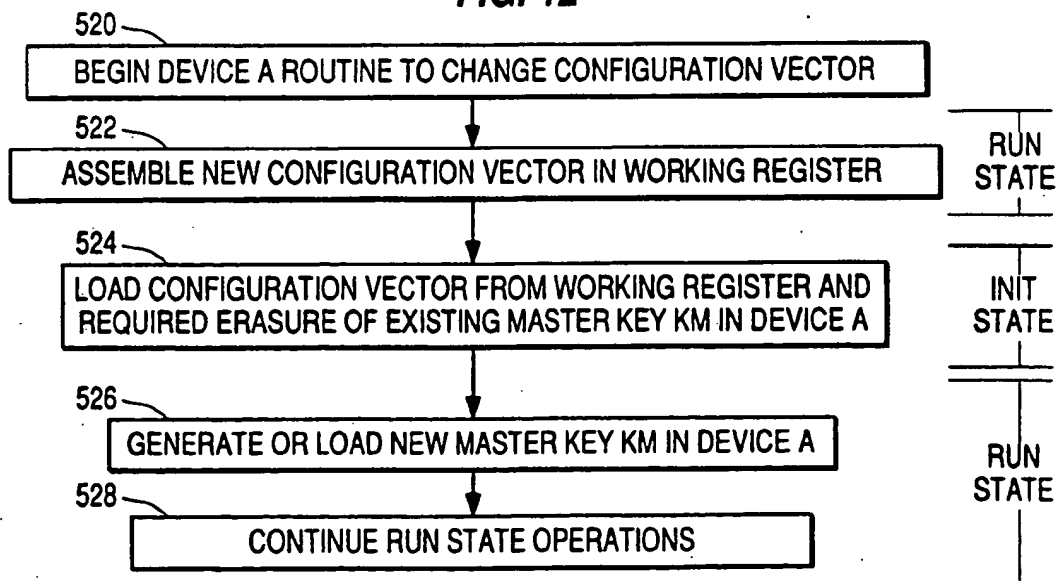 FIG. 12
520
BEGIN DEVICE A ROUTINE TO CHANGE CONFIGURATION VECTOR
522
ASSEMBLE NEW CONFIGURATION VECTOR IN WORKING REGISTER
RUN
STATE
524
LOAD CONFIGURATION VECTOR FROM WORKING REGISTER AND
REQUIRED ERASURE OF EXISTING MASTER KEY KM IN DEVICE A
INIT
STATE
526
GENERATE OR LOAD NEW MASTER KEY KM IN DEVICE A
528
CONTINUE RUN STATE OPERATIONS
RUN
STATE